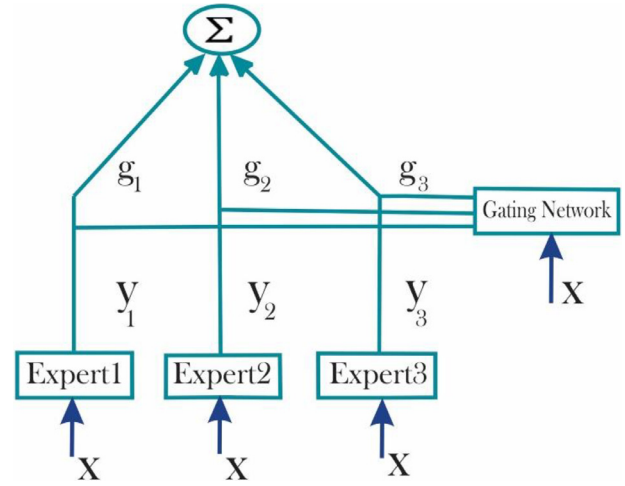 Σ
g₁ g₂ g₃
Gating Network
y₁ y₂ y₃ X
Expert1 Expert2 Expert3
X X X